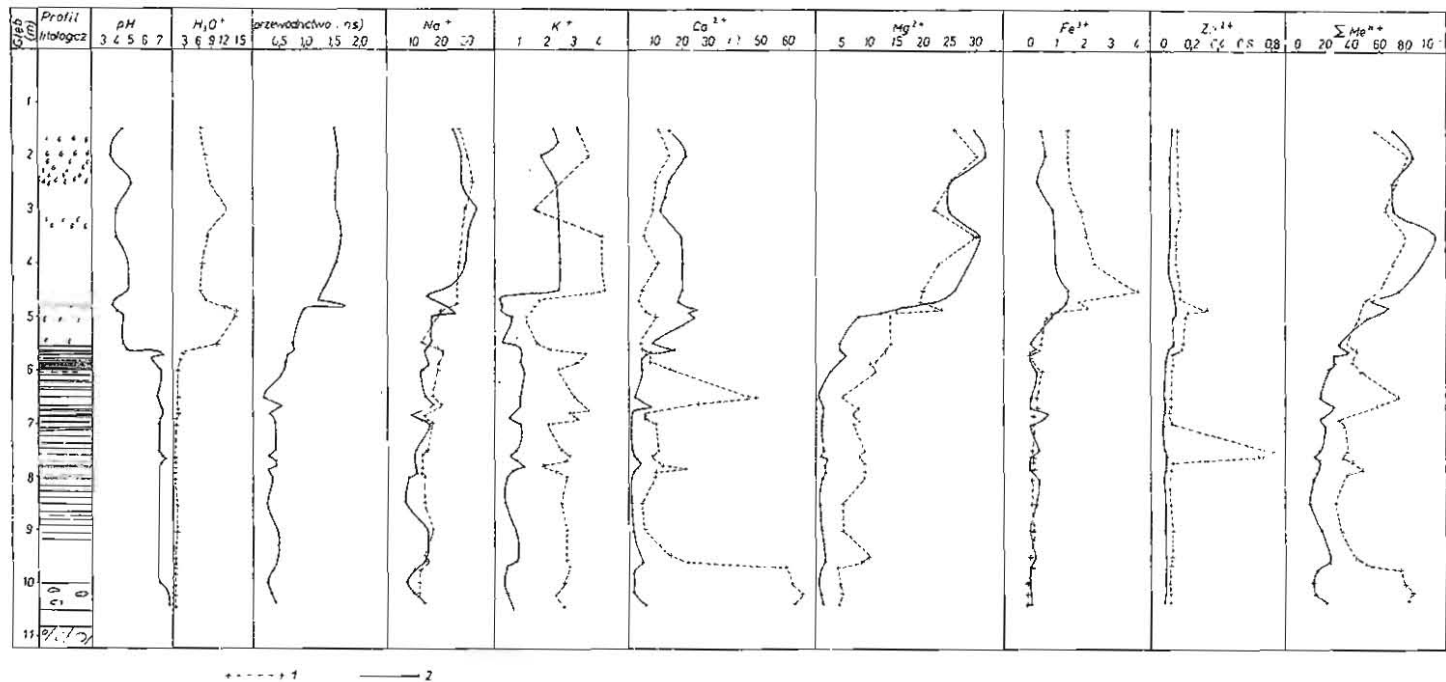 Głęb (m)
Profil litologicz
pH
3 4 5 6 7
H₃O⁺
3 6 9 12 15
przewodnictwo
0,5 1,0 1,5 2,0
Na⁺
10 20 30
K⁺
1 2 3 4
Ca²⁺
10 20 30 50 60
Mg²⁺
5 10 20 30
Fe³⁺
0 1 2 4
0 0,2 0,8
∑Meⁿ⁺
0 20 40 60 80
1
2
3
4
5
6
7
8
9
10
11
1
2